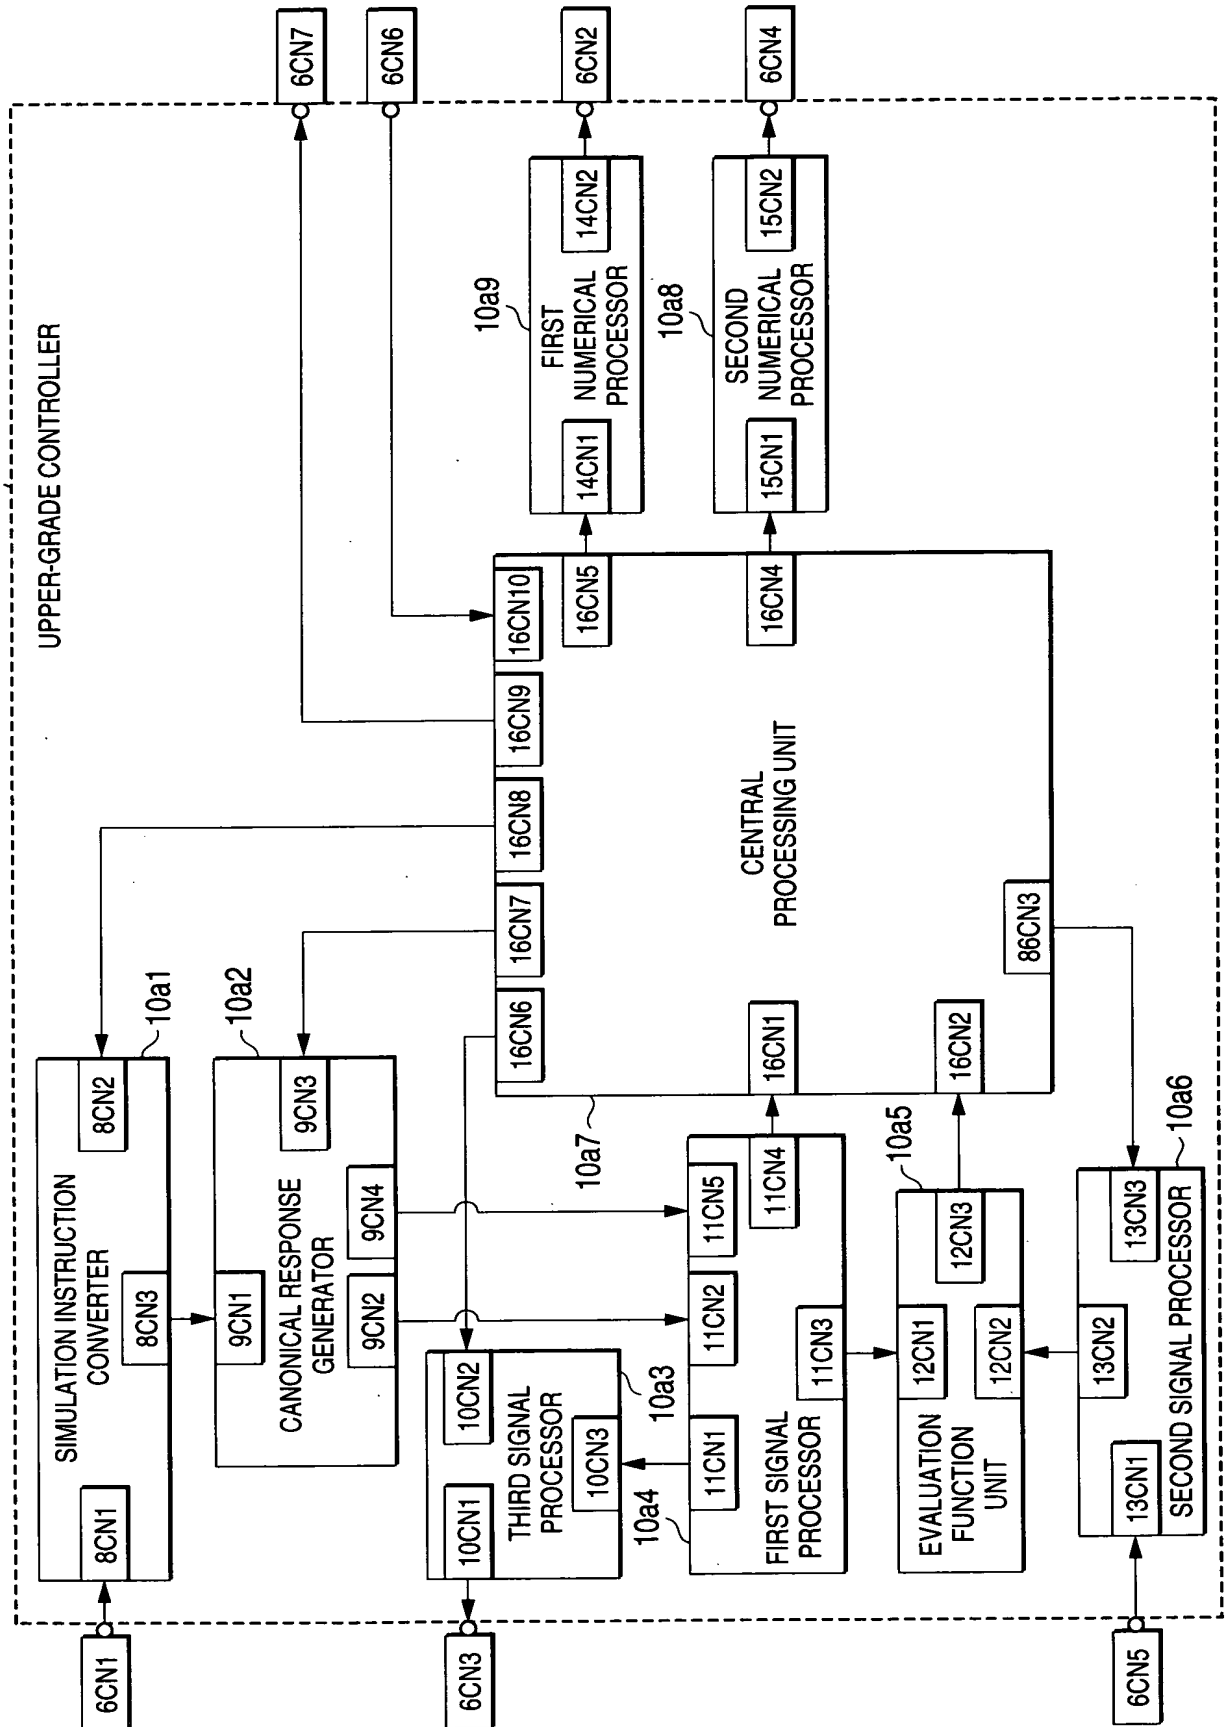 UPPER-GRADE CONTROLLER
6CN1
8CN1
SIMULATION INSTRUCTION
CONVERTER
8CN2
8CN3
10a1
6CN7
6CN6
9CN1
CANONICAL RESPONSE
GENERATOR
9CN3
9CN2
9CN4
10a2
6CN3
10CN1
THIRD SIGNAL
PROCESSOR
10CN2
10CN3
10a3
16CN6
16CN7
16CN8
16CN9
16CN10
16CN5
16CN4
CENTRAL
PROCESSING UNIT
16CN1
16CN2
86CN3
10a7
10a9
14CN1
FIRST
NUMERICAL
PROCESSOR
14CN2
6CN2
10a8
15CN1
SECOND
NUMERICAL
PROCESSOR
15CN2
6CN4
10a4
11CN1
11CN2
11CN5
FIRST SIGNAL
PROCESSOR
11CN3
11CN4
10a5
EVALUATION
FUNCTION
UNIT
12CN1
12CN2
12CN3
6CN5
13CN1
13CN2
13CN3
SECOND SIGNAL PROCESSOR
10a6